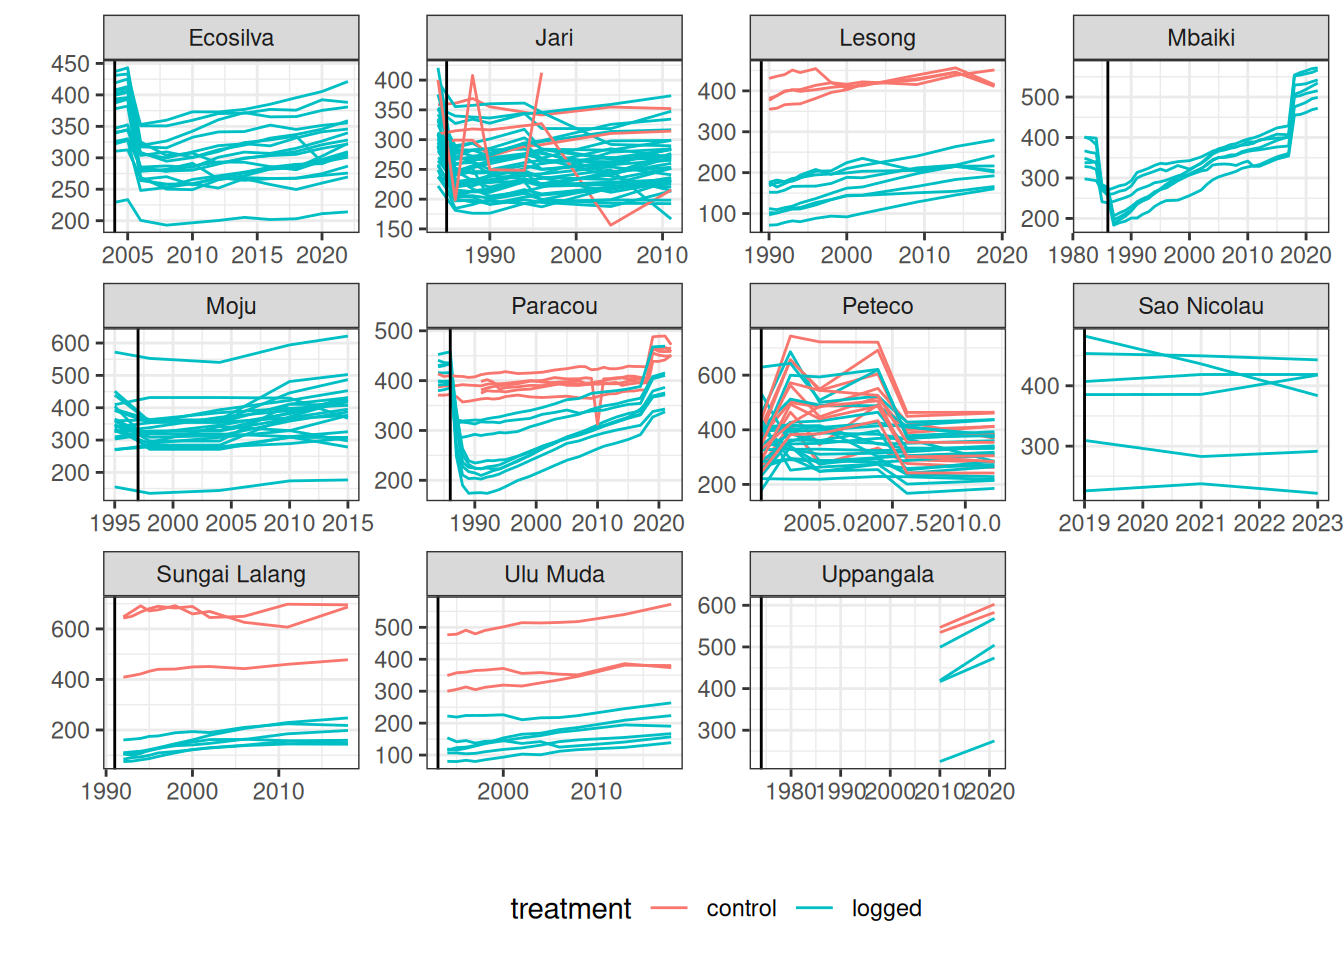 Ecosilva Jari Lesong Mbaiki
450 400 350 300 250 200
400 350 300 250 200 150
400 300 200 100
500 400 300 200
2005 2010 2015 2020
1990 2000 2010
1990 2000 2010 2020
1980 1990 2000 2010 2020
Moju Paracou Peteco Sao Nicolau
600 500 400 300 200
500 400 300 200
600 400 200
400 300
1995 2000 2005 2010 2015
1990 2000 2010 2020
2005.0 2007.5 2010.0
2019 2020 2021 2022 2023
Sungai Lalang Ulu Muda Uppangala
600 400 200
500 400 300 200 100
600 500 400 300
1990 2000 2010
2000 2010
1980 1990 2000 2010 2020
treatment control logged